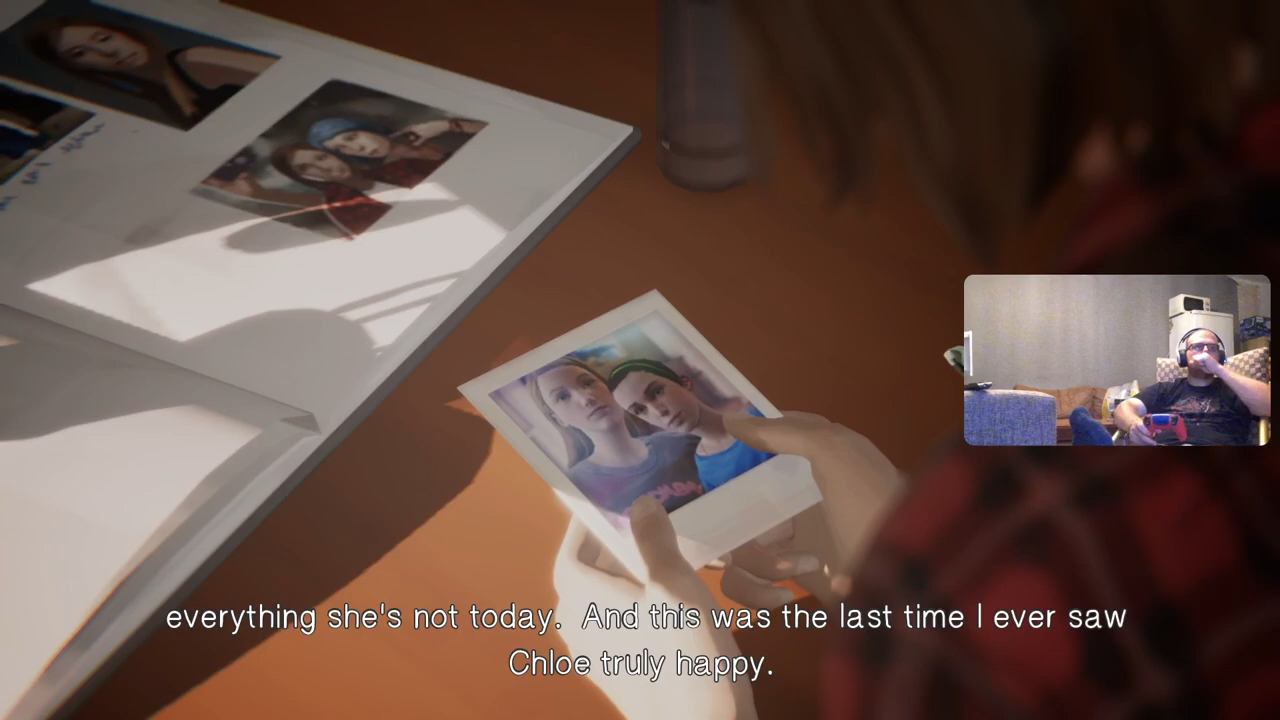 everything she's not today.  And this was the last time I ever saw
Chloe truly happy.